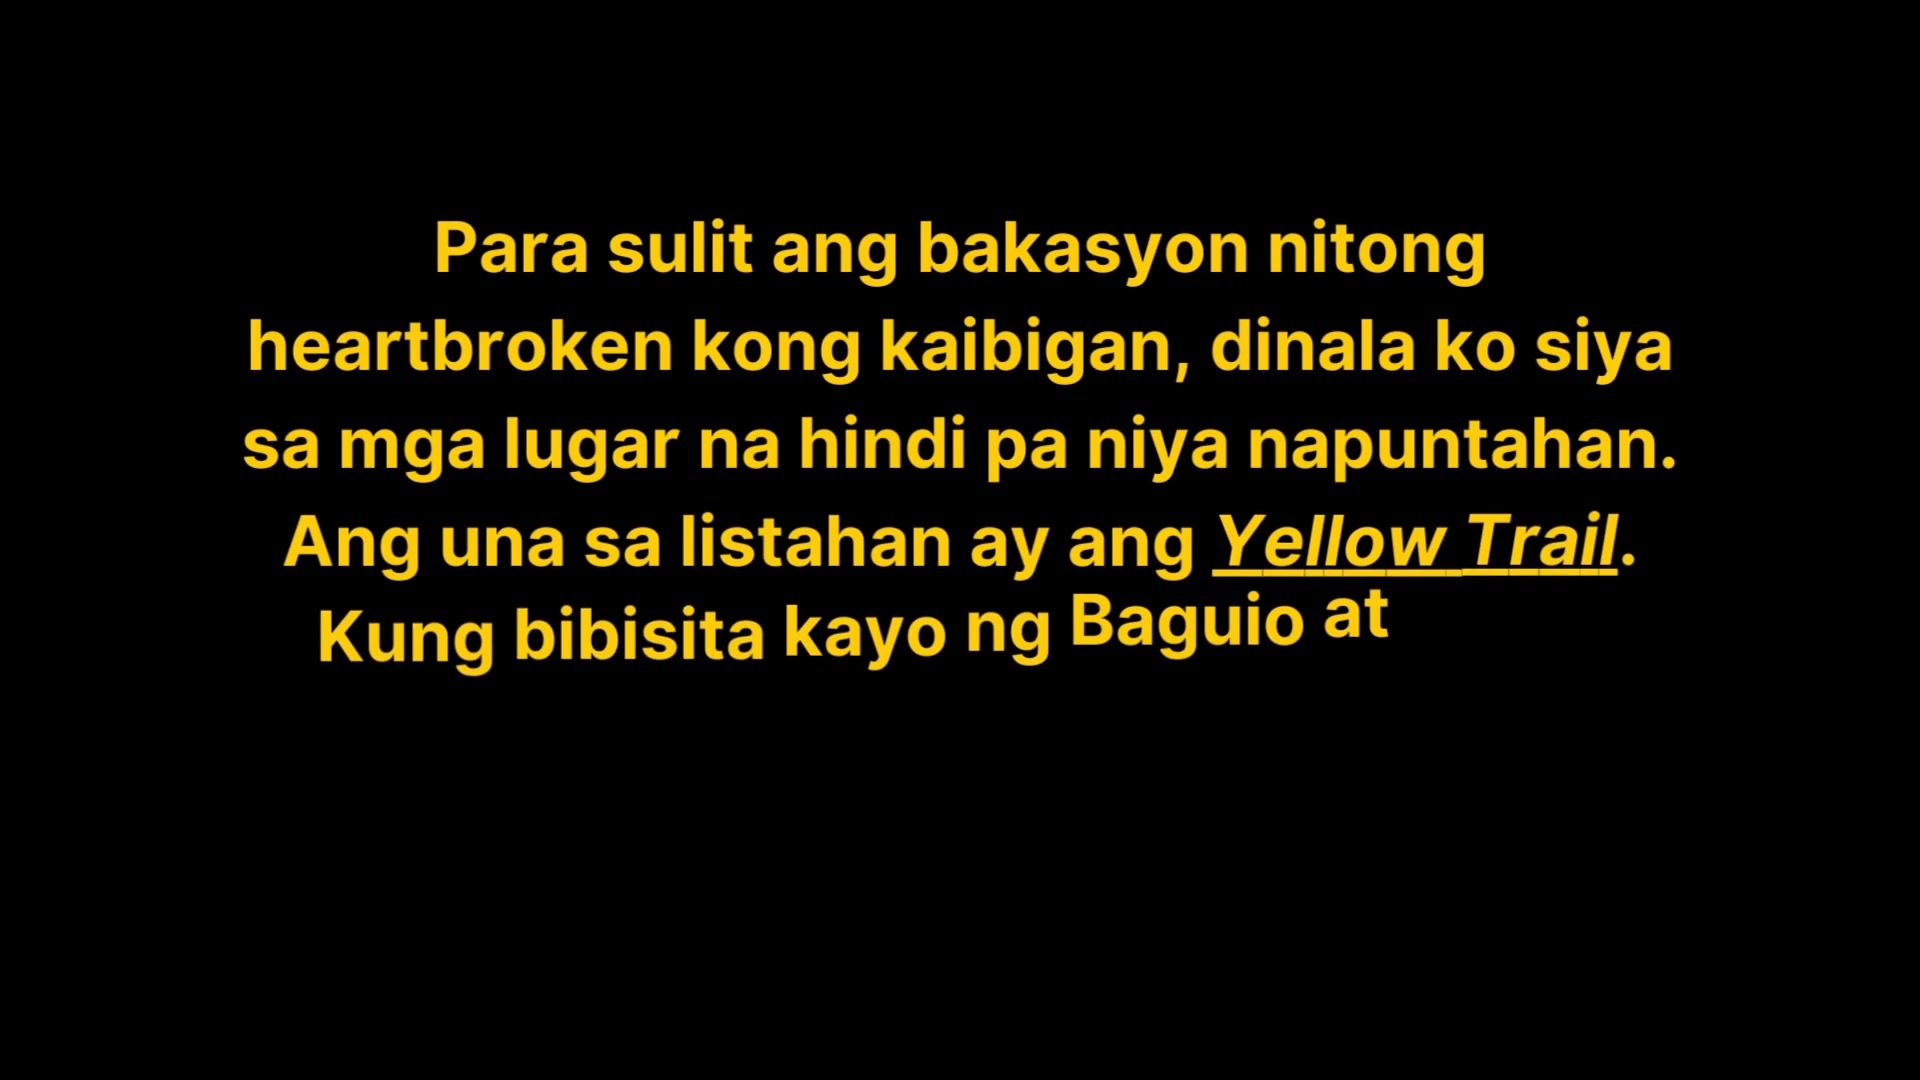 Para sulit ang bakasyon nitong
heartbroken kong kaibigan, dinala ko siya
sa mga lugar na hindi pa niya napuntahan.
Ang una sa listahan ay ang Yellow Trail.
Kung bibisita kayo ng Baguio at